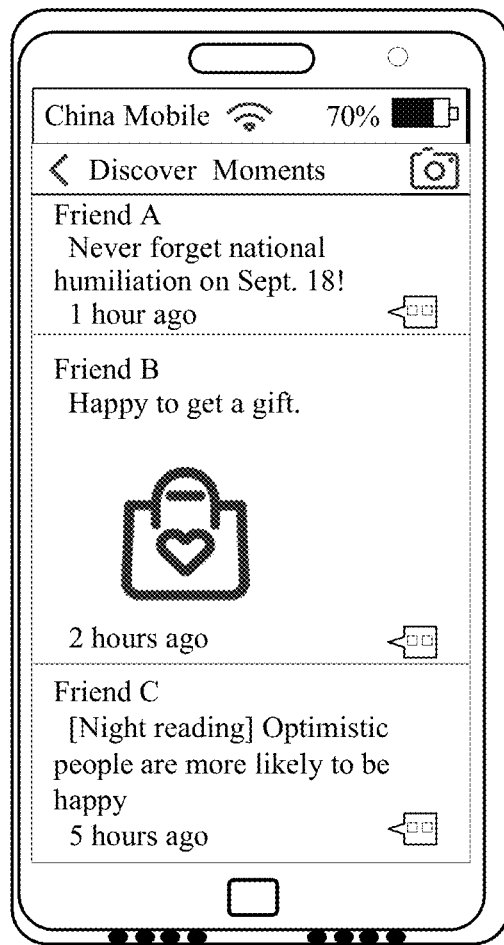 China Mobile 70%
Discover Moments
Friend A
Never forget national
humiliation on Sept. 18!
1 hour ago
Friend B
Happy to get a gift.
2 hours ago
Friend C
[Night reading] Optimistic
people are more likely to be
happy
5 hours ago